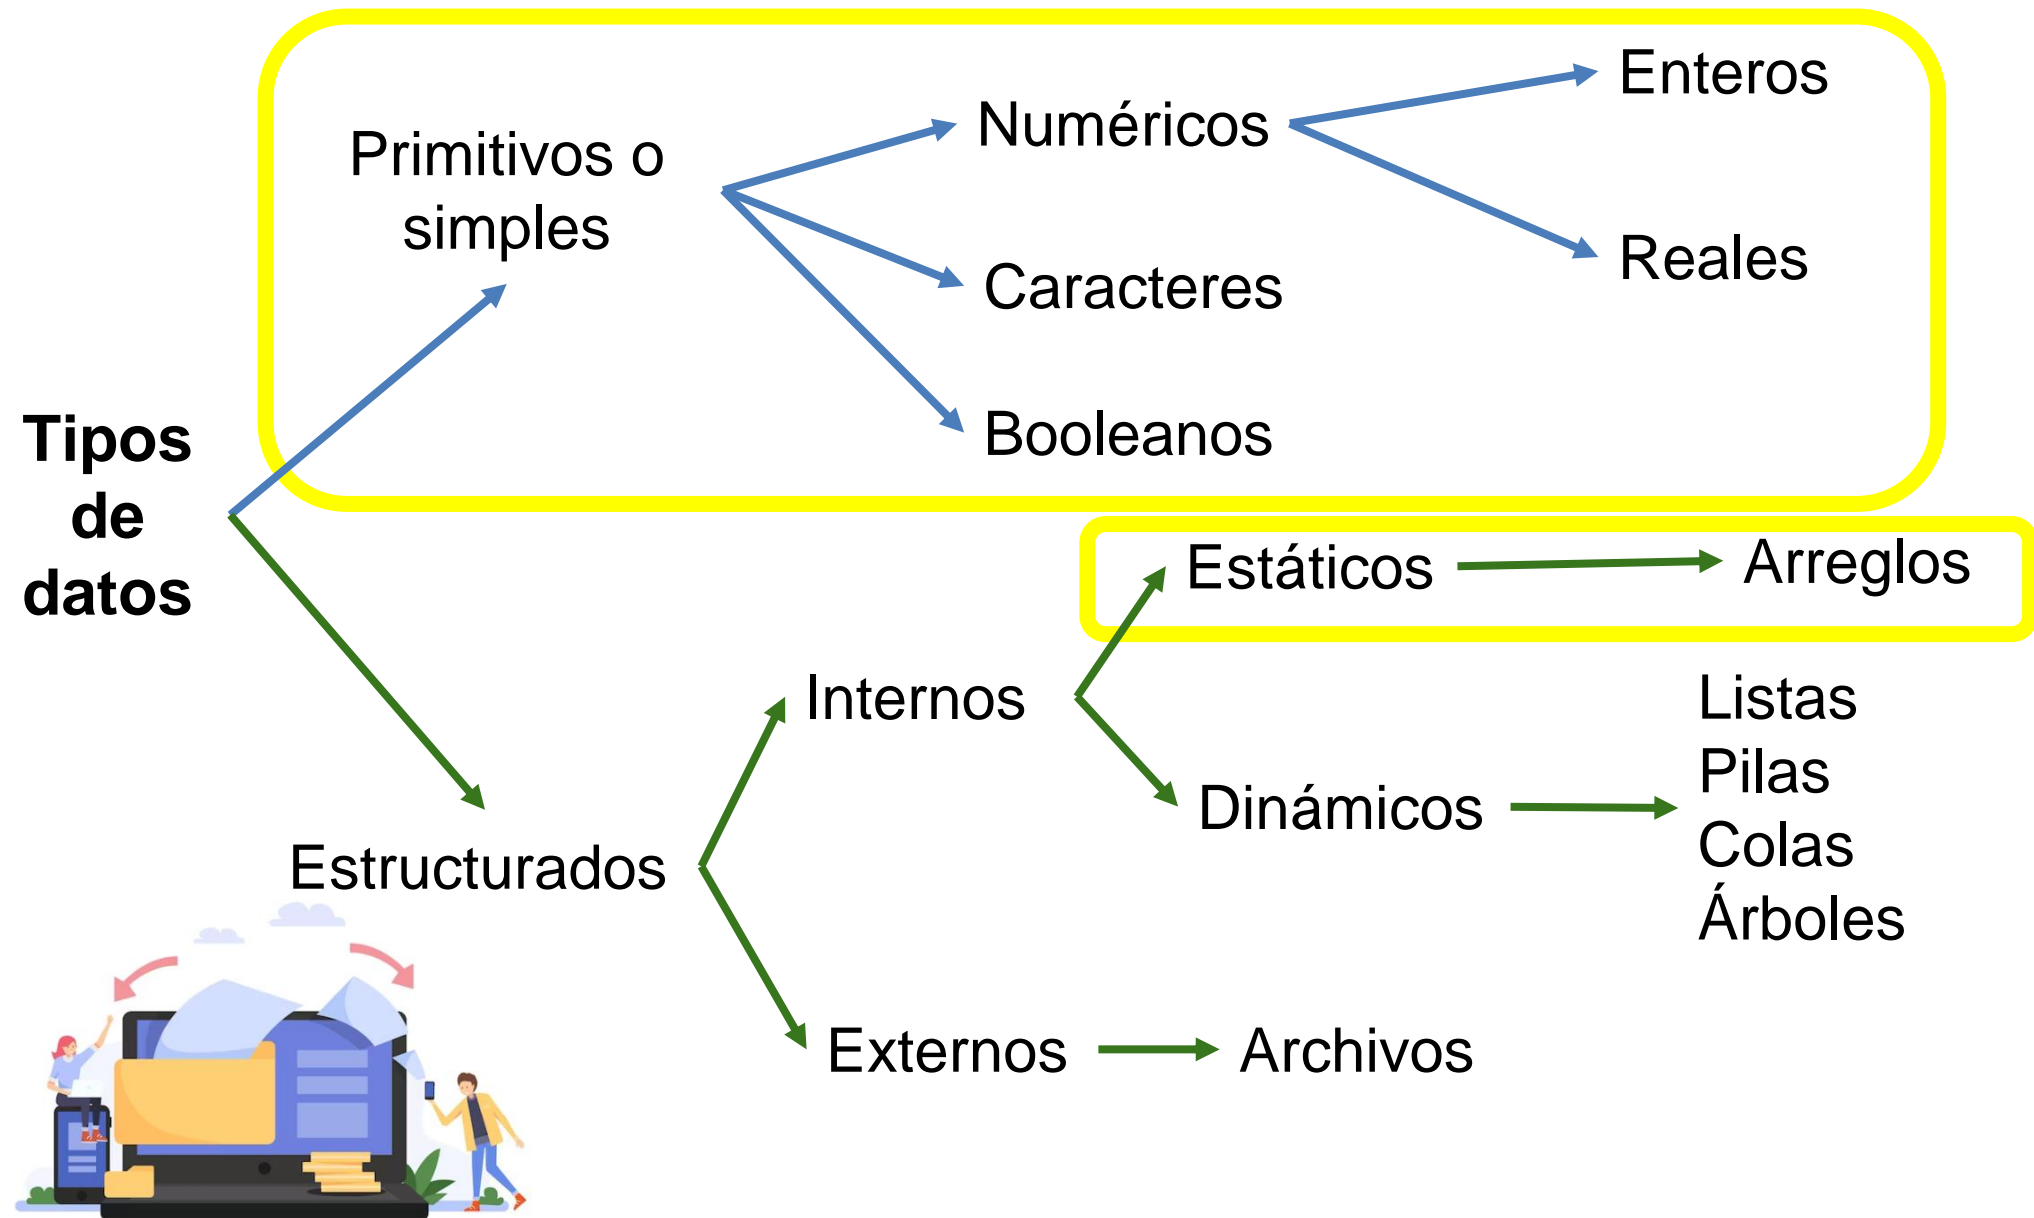 Tipos
de
datos
Primitivos o
simples
Numéricos
Enteros
Reales
Caracteres
Booleanos
Estructurados
Internos
Estáticos
Arreglos
Dinámicos
Listas
Pilas
Colas
Árboles
Externos
Archivos